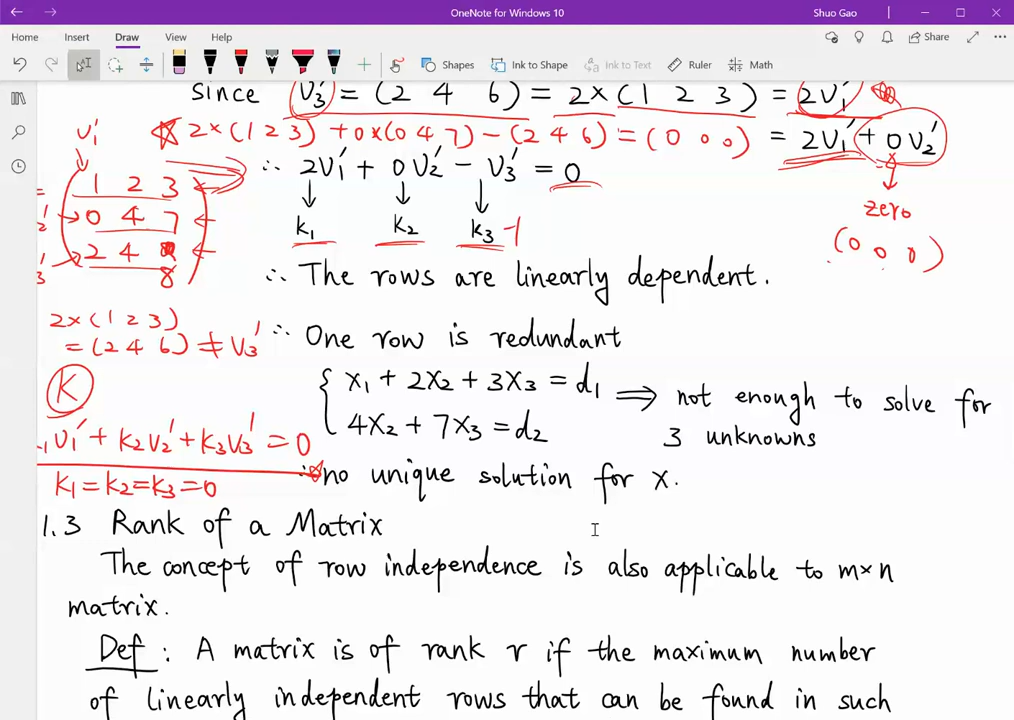 OneNote for Windows 10
Shuo Gao
Home Insert Draw View Help
Share
Shapes Ink to Shape Ink to Text Ruler Math
Since V₃' = (2 4 6) = 2×(1 2 3) = 2V₁'
2×(1 2 3) + 0×(0 4 7) − (2 4 6) = (0 0 0) = 2V₁' + 0V₂'
V₁'
∴ 2V₁' + 0V₂' − V₃' = 0
zero
(0 0 0)
1 2 3
0 4 7
2 4 8
k₁ k₂ k₃ -1
∴ The rows are linearly dependent.
2×(1 2 3)
= (2 4 6) ≠ V₃'
∴ One row is redundant
K
x₁ + 2x₂ + 3x₃ = d₁
4x₂ + 7x₃ = d₂
⟹ not enough to solve for
3 unknowns
₁V₁' + k₂V₂' + k₃V₃' = 0
k₁=k₂=k₃=0
∴ no unique solution for x.
1.3 Rank of a Matrix
The concept of row independence is also applicable to m×n
matrix.
Def : A matrix is of rank r if the maximum number
of linearly independent rows that can be found in such